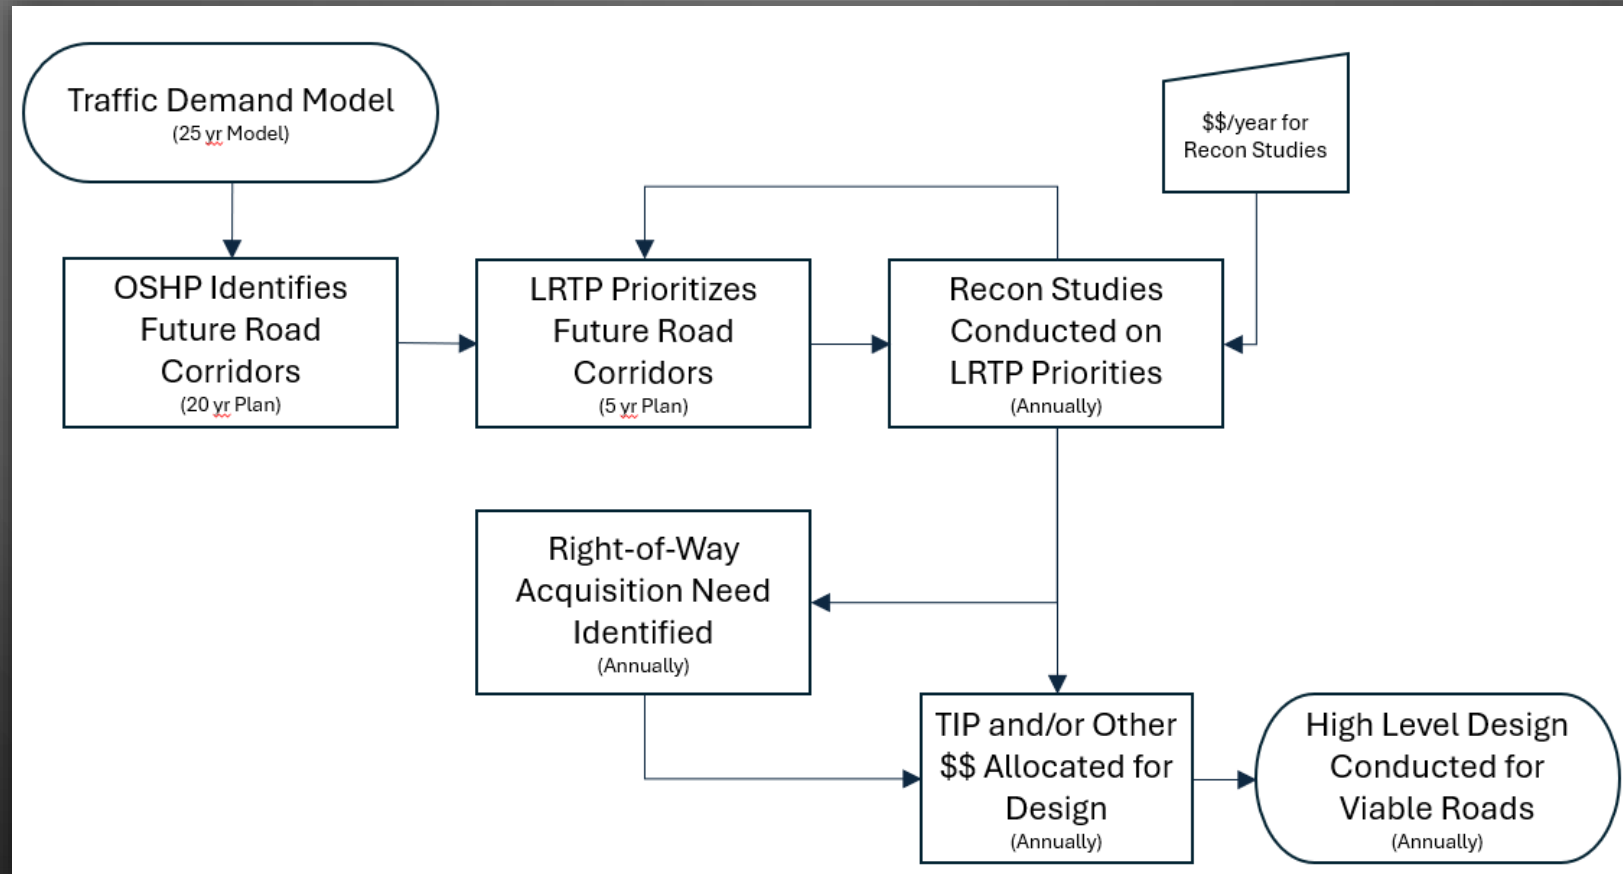 Traffic Demand Model
(25 yr Model)
$$/year for
Recon Studies
OSHP Identifies
Future Road
Corridors
(20 yr Plan)
LRTP Prioritizes
Future Road
Corridors
(5 yr Plan)
Recon Studies
Conducted on
LRTP Priorities
(Annually)
Right-of-Way
Acquisition Need
Identified
(Annually)
TIP and/or Other
$$ Allocated for
Design
(Annually)
High Level Design
Conducted for
Viable Roads
(Annually)